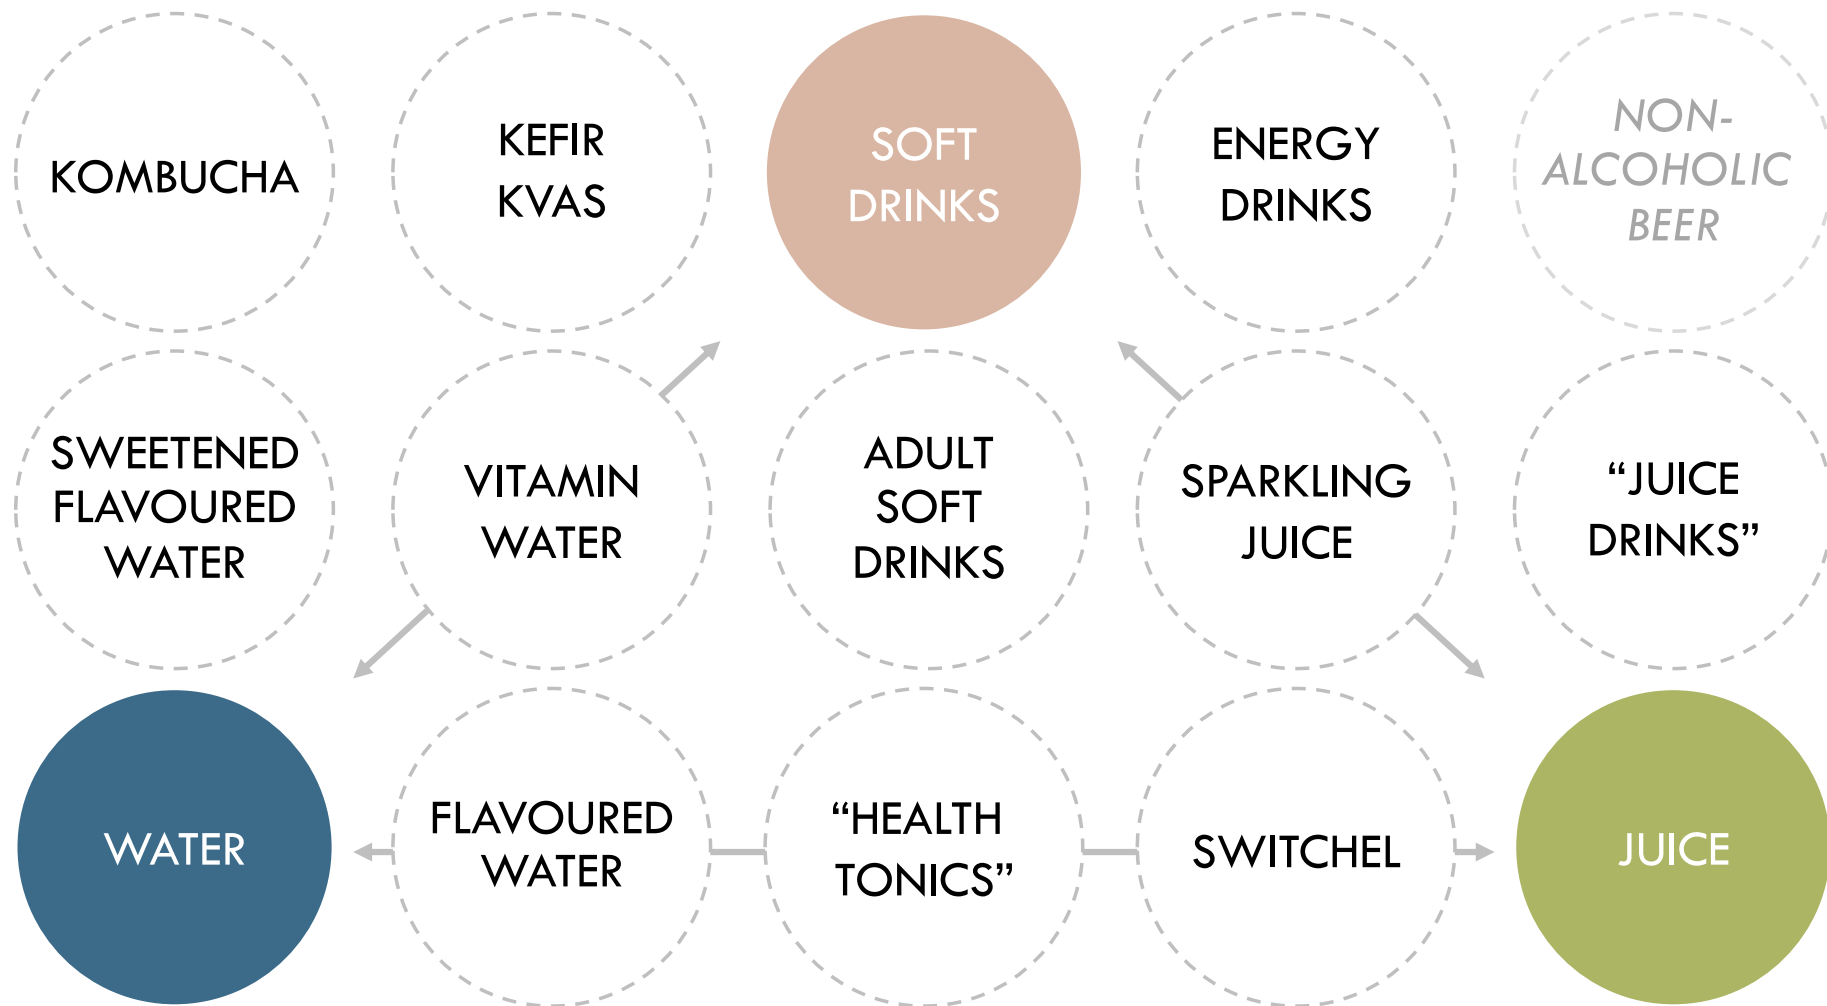 KOMBUCHA
KEFIR
KVAS
SOFT
DRINKS
ENERGY
DRINKS
NON-
ALCOHOLIC
BEER
SWEETENED
FLAVOURED
WATER
VITAMIN
WATER
ADULT
SOFT
DRINKS
SPARKLING
JUICE
“JUICE
DRINKS”
WATER
FLAVOURED
WATER
“HEALTH
TONICS”
SWITCHEL
JUICE